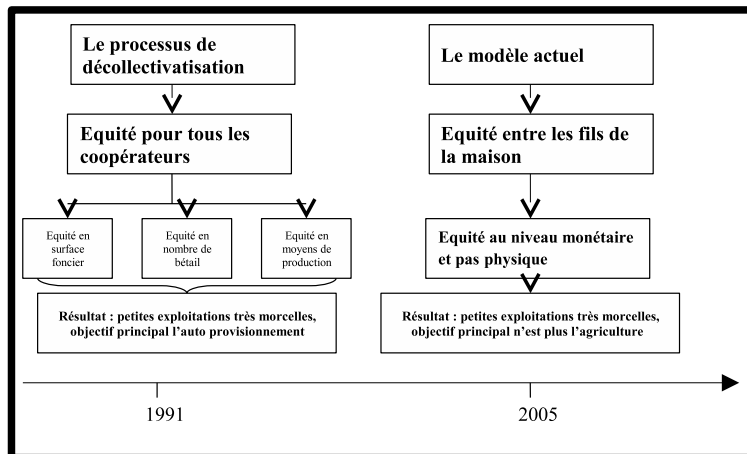 Le processus de
décollectivatisation
Equité pour tous les
coopérateurs
Equité en
surface
foncier
Equité en
nombre de
bétail
Equité en
moyens de
production
Résultat : petites exploitations très morcelles,
objectif principal l’auto provisionnement
Le modèle actuel
Equité entre les fils de
la maison
Equité au niveau monétaire
et pas physique
Résultat : petites exploitations très morcelles,
objectif principal n’est plus l’agriculture
1991
2005